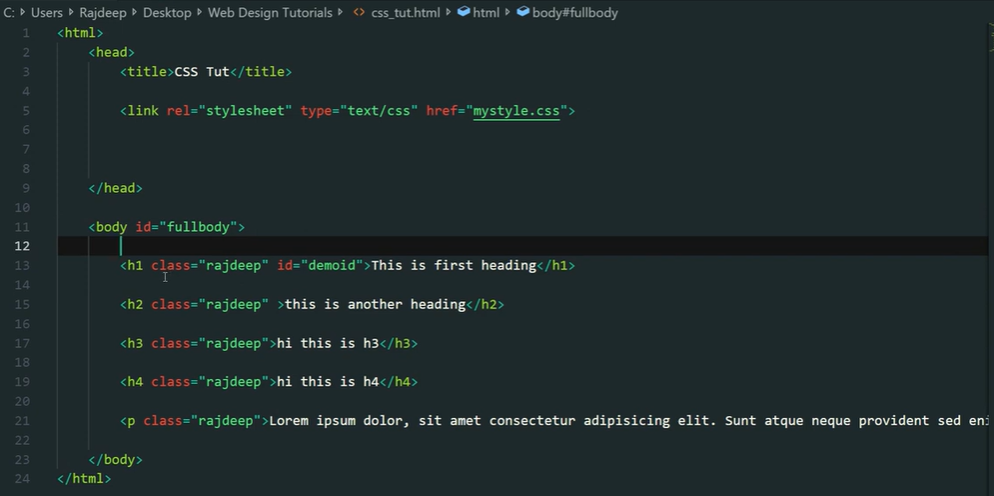 C: Users Rajdeep Desktop Web Design Tutorials <> css_tut.html html body#fullbody
1 <html>
2 <head>
3 <title>CSS Tut</title>
4
5 <link rel="stylesheet" type="text/css" href="mystyle.css">
6
7
8
9 </head>
10
11 <body id="fullbody">
12
13 <h1 class="rajdeep" id="demoid">This is first heading</h1>
14
15 <h2 class="rajdeep" >this is another heading</h2>
16
17 <h3 class="rajdeep">hi this is h3</h3>
18
19 <h4 class="rajdeep">hi this is h4</h4>
20
21 <p class="rajdeep">Lorem ipsum dolor, sit amet consectetur adipisicing elit. Sunt atque neque provident sed eni
22
23 </body>
24 </html>